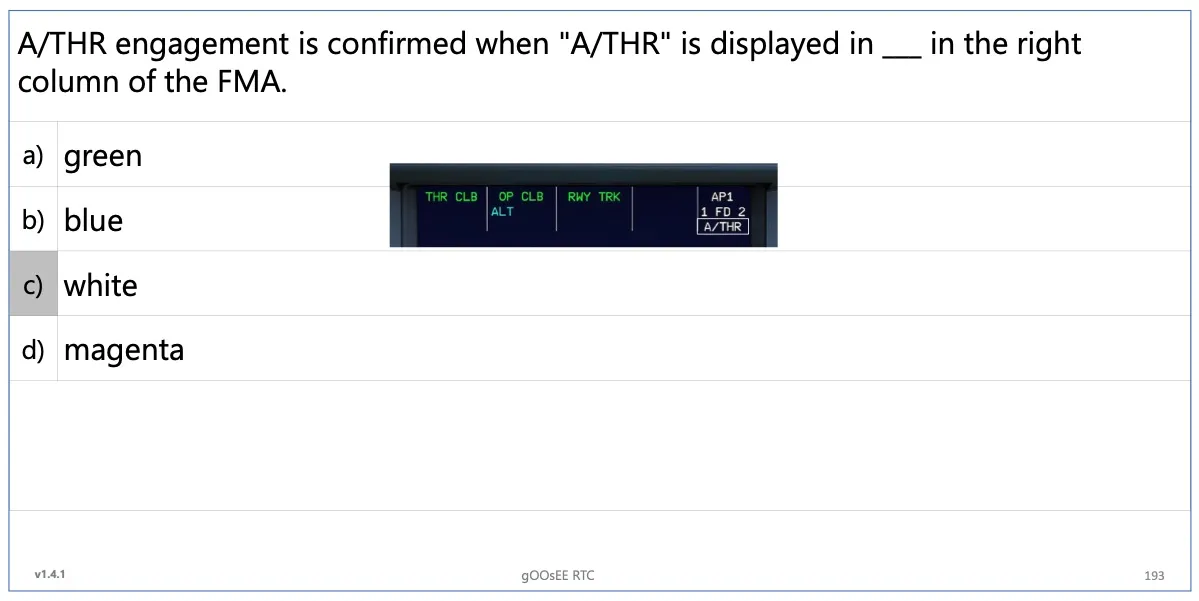 A/THR engagement is confirmed when "A/THR" is displayed in ___ in the right
column of the FMA.
a) green
b) blue
c) white
d) magenta
THR CLB OP CLB RWY TRK AP1
ALT 1 FD 2
A/THR
v1.4.1 gOOsEE RTC 193